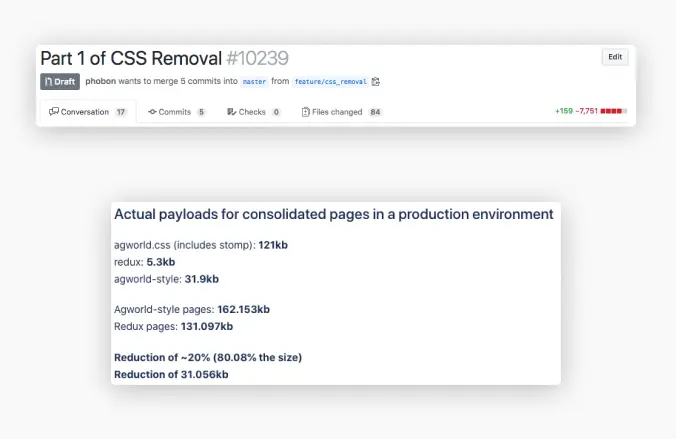 Part 1 of CSS Removal #10239
Edit
Draft phobon wants to merge 5 commits into master from feature/css_removal
Conversation 17 Commits 5 Checks 0 Files changed 84 +159 −7,751
Actual payloads for consolidated pages in a production environment
agworld.css (includes stomp): 121kb
redux: 5.3kb
agworld-style: 31.9kb
Agworld-style pages: 162.153kb
Redux pages: 131.097kb
Reduction of ~20% (80.08% the size)
Reduction of 31.056kb